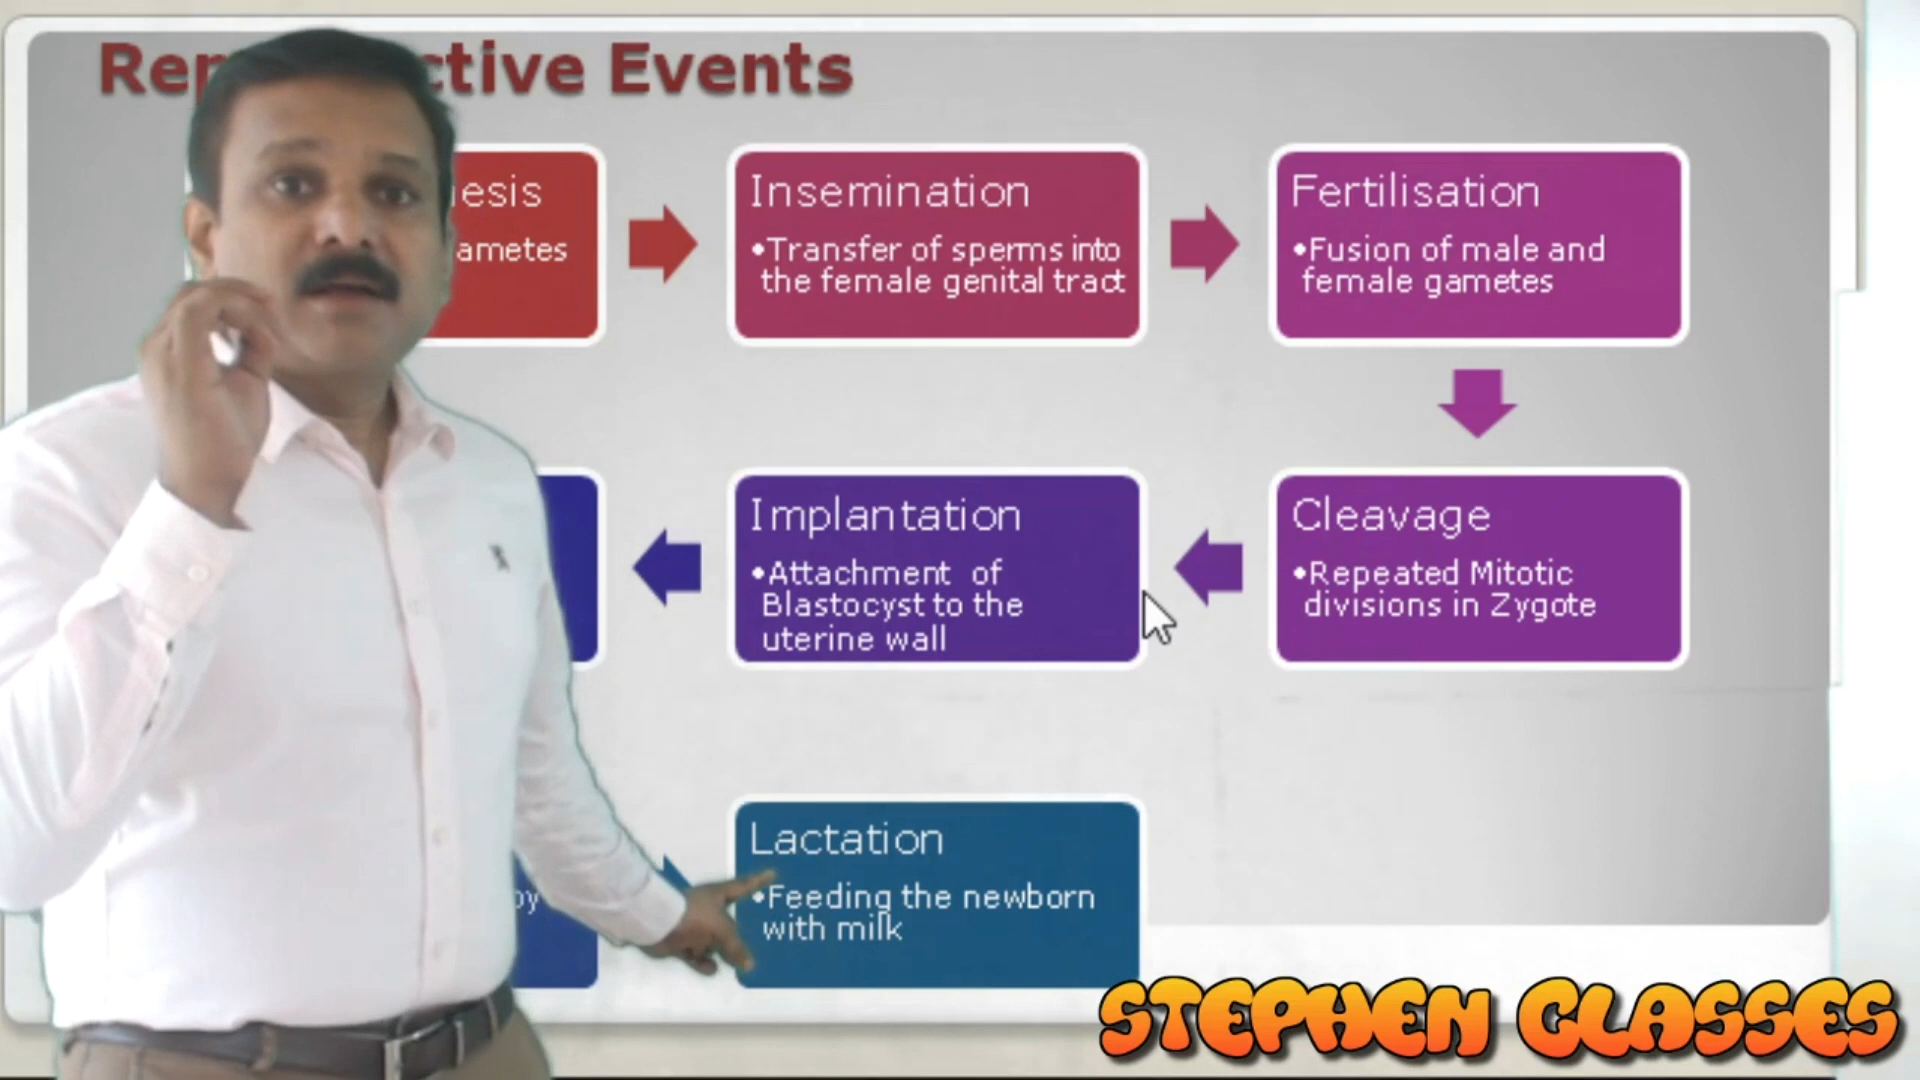 Rep ctive Events
esis
ametes
Insemination
•Transfer of sperms into
the female genital tract
Fertilisation
•Fusion of male and
female gametes
Implantation
•Attachment of
Blastocyst to the
uterine wall
Cleavage
•Repeated Mitotic
divisions in Zygote
by
Lactation
•Feeding the newborn
with milk
STEPHEN CLASSES